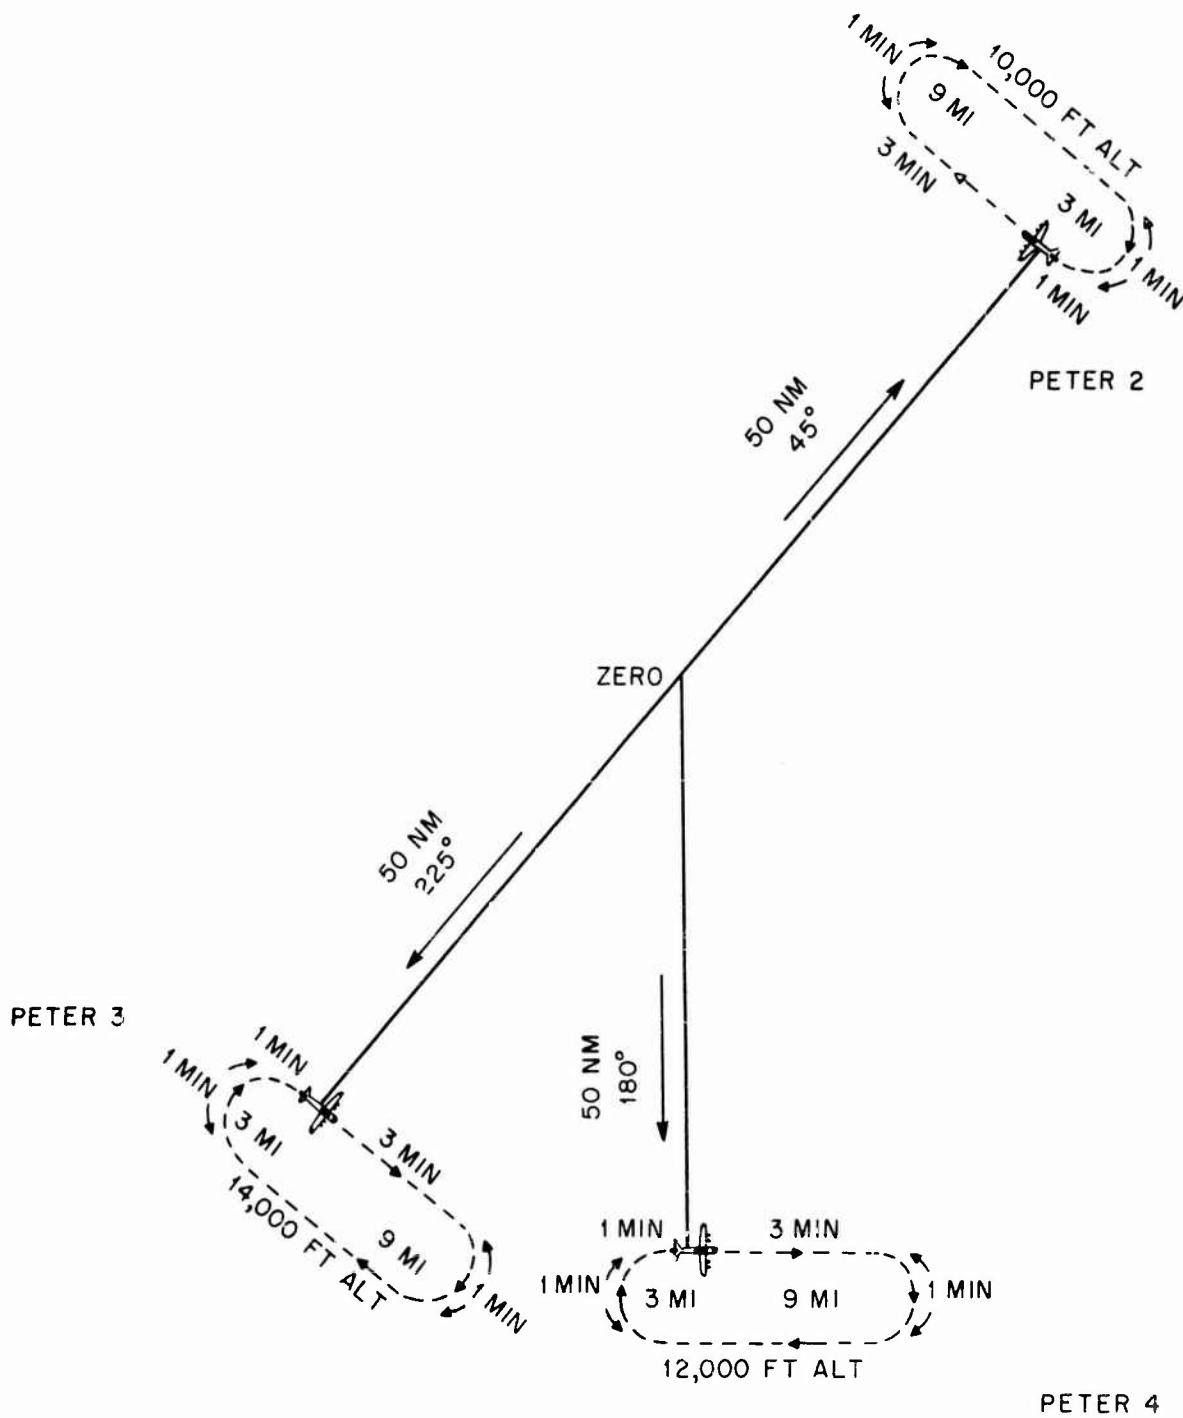 1 MIN
10,000 FT ALT
9 MI
3 MIN
3 MI
1 MIN
1 MIN
PETER 2
50 NM
45°
ZERO
50 NM
225°
PETER 3
1 MIN
1 MIN
3 MI
3 MIN
14,000 FT ALT
9 MI
1 MIN
50 NM
180°
1 MIN
3 MIN
1 MIN
3 MI
9 MI
1 MIN
12,000 FT ALT
PETER 4